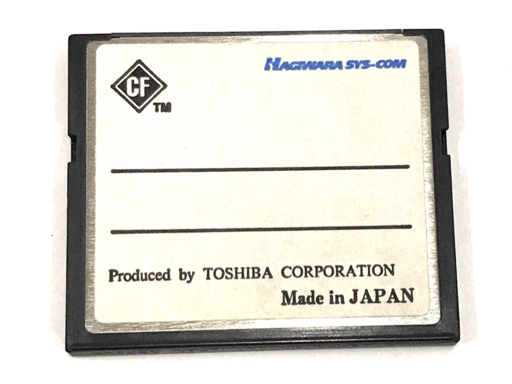 CF
TM
HAGIWARA SYS-COM
Produced by TOSHIBA CORPORATION
Made in JAPAN